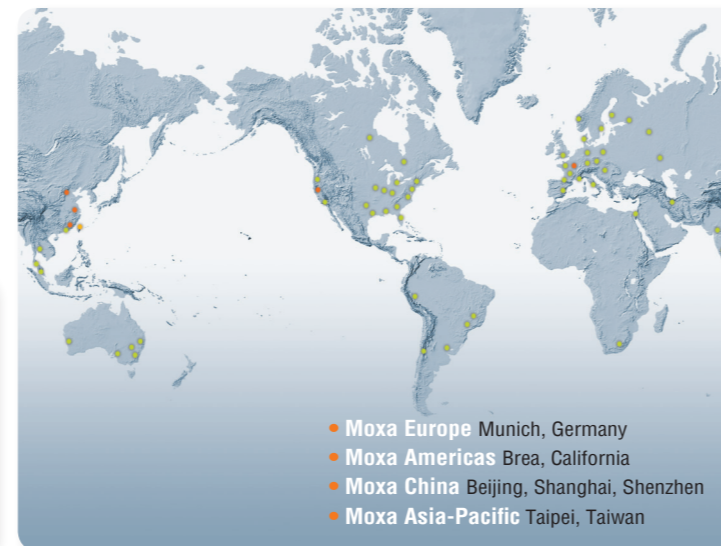 • Moxa Europe Munich, Germany
• Moxa Americas Brea, California
• Moxa China Beijing, Shanghai, Shenzhen
• Moxa Asia-Pacific Taipei, Taiwan